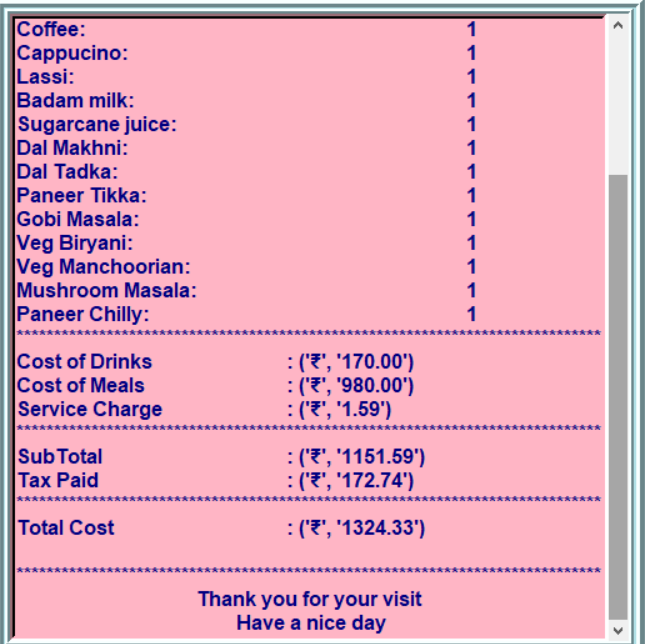 Coffee: 1
Cappucino: 1
Lassi: 1
Badam milk: 1
Sugarcane juice: 1
Dal Makhni: 1
Dal Tadka: 1
Paneer Tikka: 1
Gobi Masala: 1
Veg Biryani: 1
Veg Manchoorian: 1
Mushroom Masala: 1
Paneer Chilly: 1
*******************************************************************************
Cost of Drinks : ('₹', '170.00')
Cost of Meals : ('₹', '980.00')
Service Charge : ('₹', '1.59')
*******************************************************************************
SubTotal : ('₹', '1151.59')
Tax Paid : ('₹', '172.74')
*******************************************************************************
Total Cost : ('₹', '1324.33')
*******************************************************************************
Thank you for your visit
Have a nice day